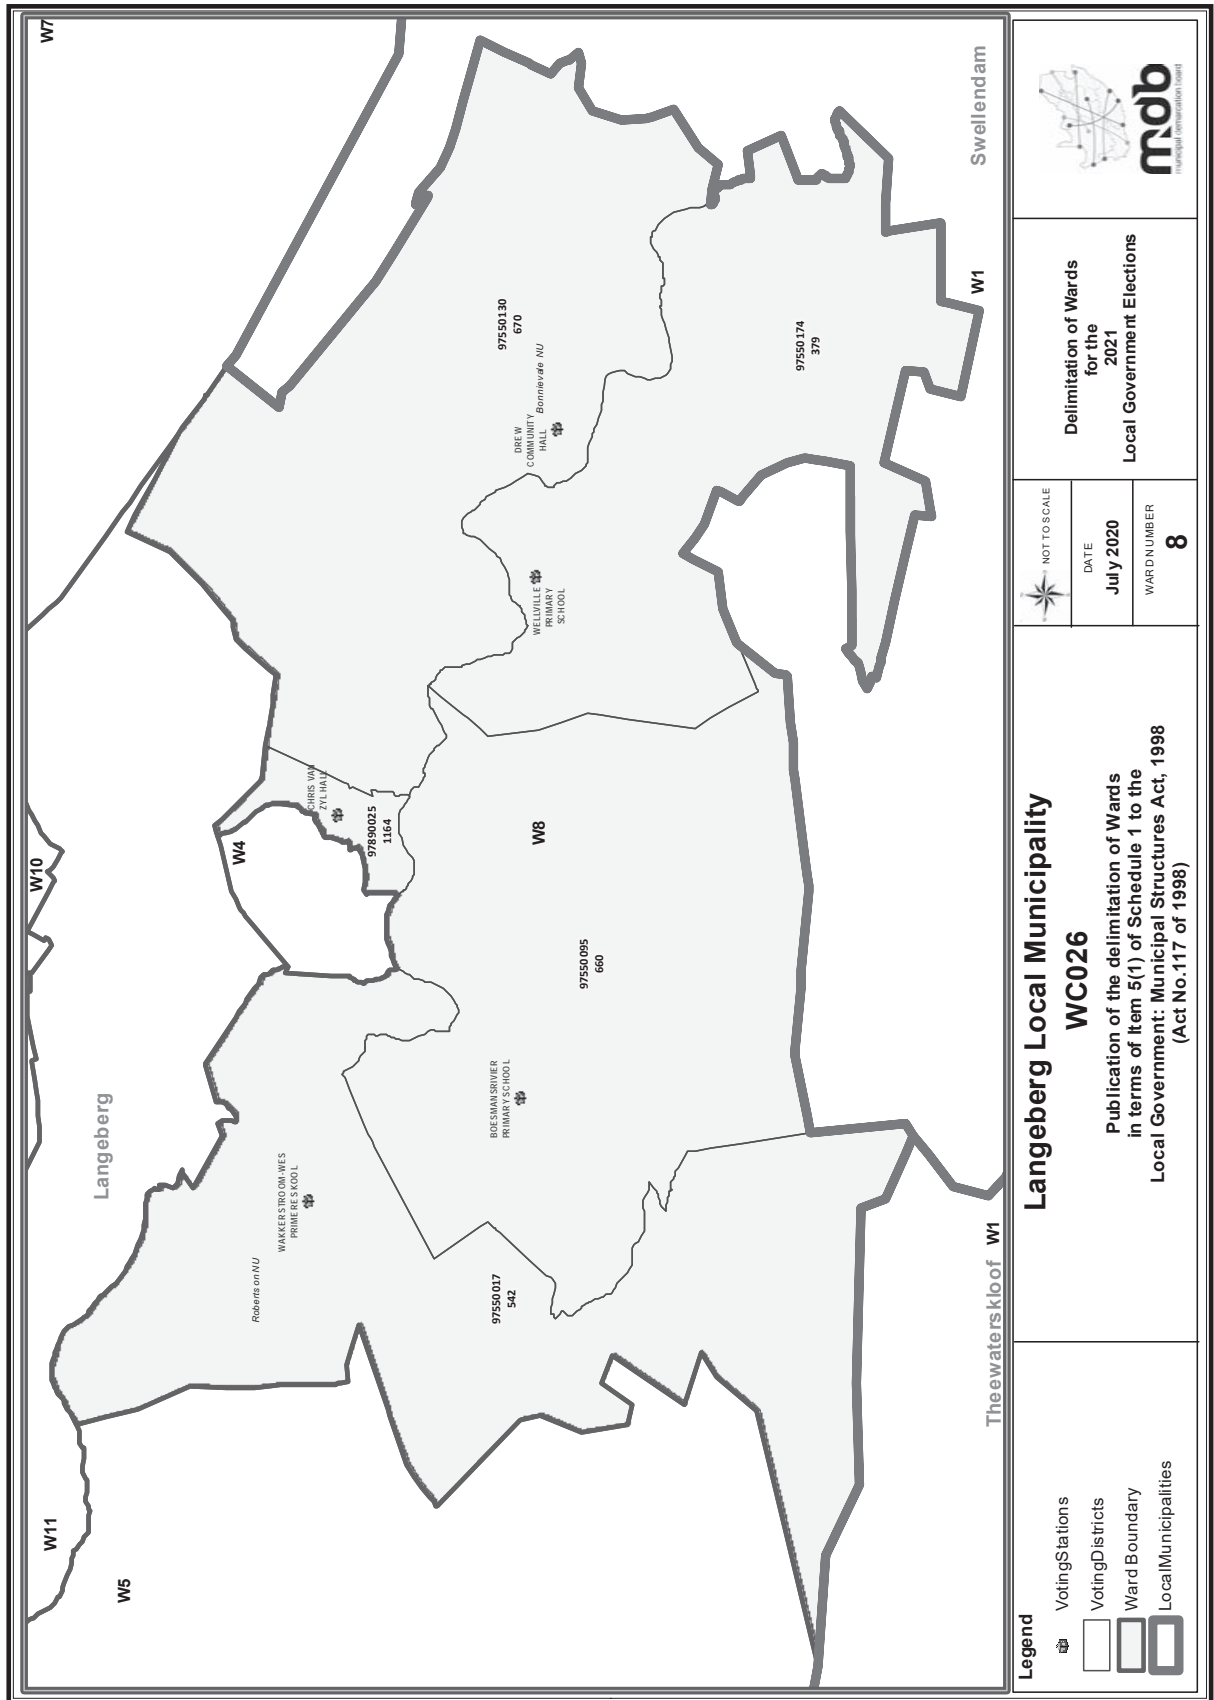 W7
W10
W11
W5
W4
W8
W1
W1
Langeberg
Swellendam
Theewaterskloof
97550130
670
Bonnievale NU
DREW
COMMUNITY
HALL
97550174
379
WELLVILLE
PRIMARY
SCHOOL
CHRIS VAN
ZYL HALL
97890025
1164
97550095
660
BOESMANSRIVIER
PRIMARY SCHOOL
WAKKERSTROOM-WES
PRIMERE SKOOL
Robertson NU
97550017
542
Legend
VotingStations
VotingDistricts
Ward Boundary
LocalMunicipalities
Langeberg Local Municipality
WC026
Publication of the delimitation of Wards
in terms of Item 5(1) of Schedule 1 to the
Local Government: Municipal Structures Act, 1998
(Act No.117 of 1998)
NOT TO SCALE
DATE
July 2020
WARD NUMBER
8
Delimitation of Wards
for the
2021
Local Government Elections
mdb
municipal demarcation board